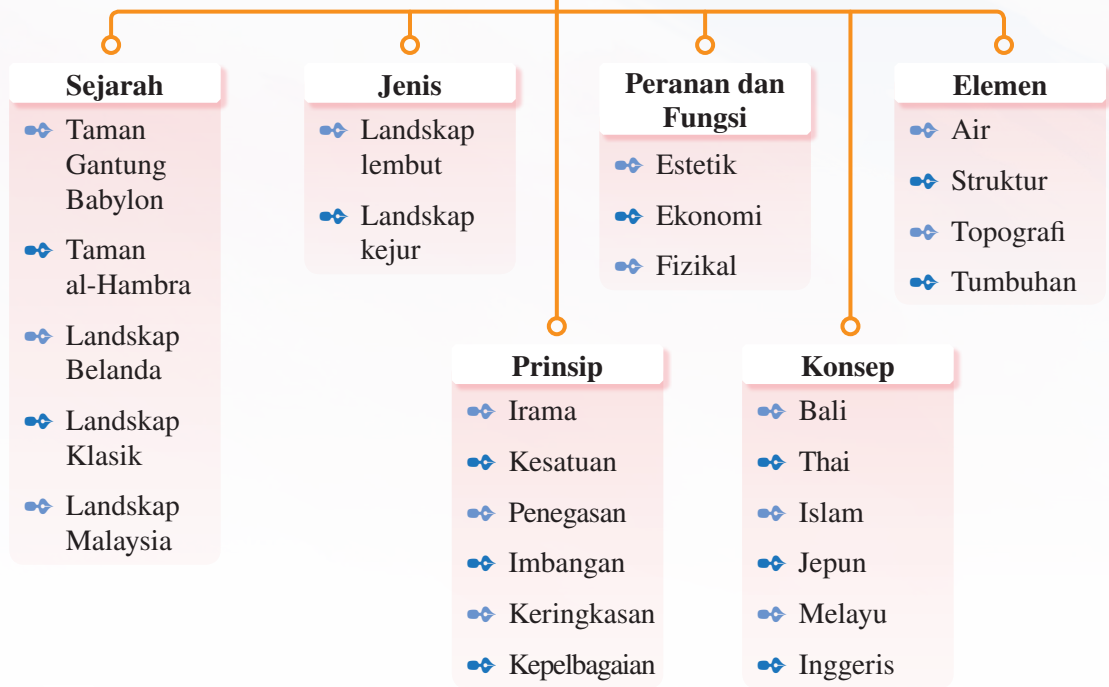 Sejarah
Taman
Gantung
Babylon
Taman
al-Hambra
Landskap
Belanda
Landskap
Klasik
Landskap
Malaysia
Jenis
Landskap
lembut
Landskap
kejur
Peranan dan
Fungsi
Estetik
Ekonomi
Fizikal
Elemen
Air
Struktur
Topografi
Tumbuhan
Prinsip
Irama
Kesatuan
Penegasan
Imbangan
Keringkasan
Kepelbagaian
Konsep
Bali
Thai
Islam
Jepun
Melayu
Inggeris